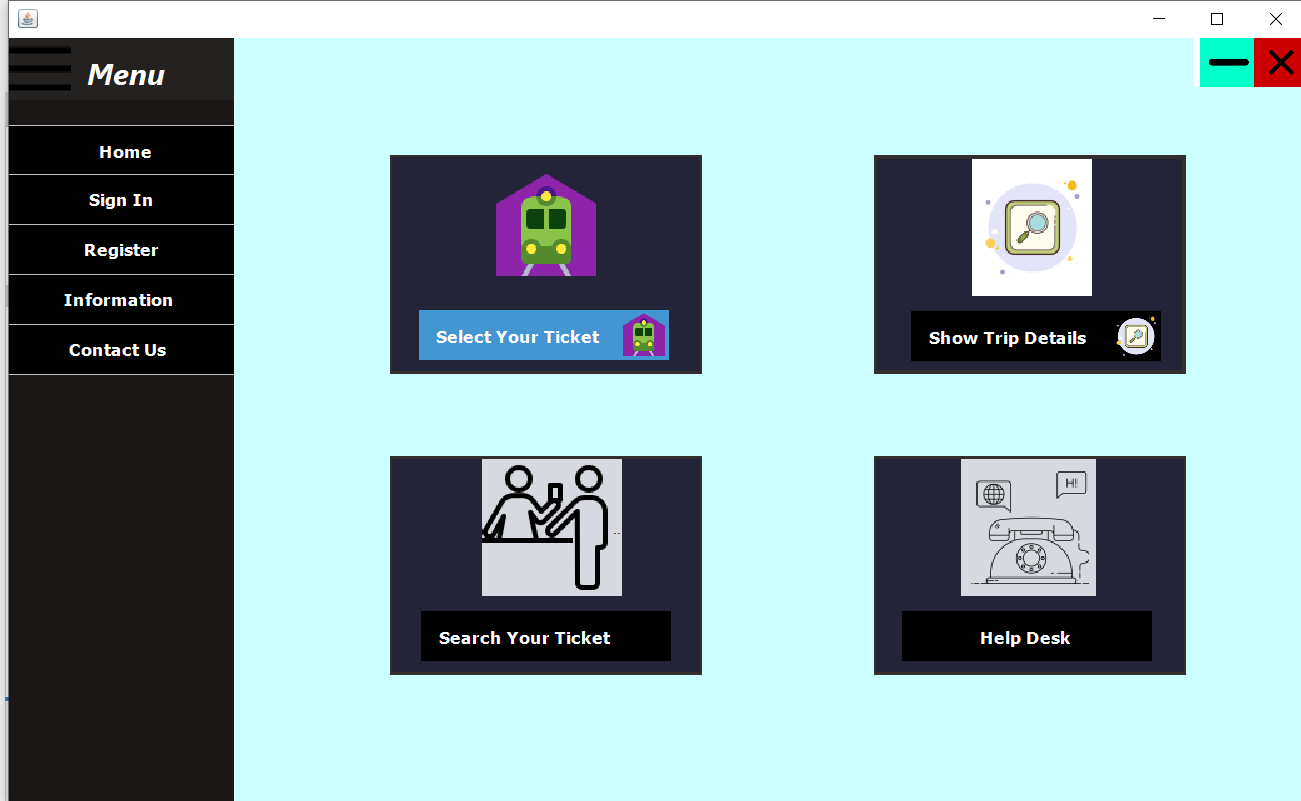 Menu
Home
Sign In
Register
Information
Contact Us
Select Your Ticket
Show Trip Details
Search Your Ticket
HI!
Help Desk